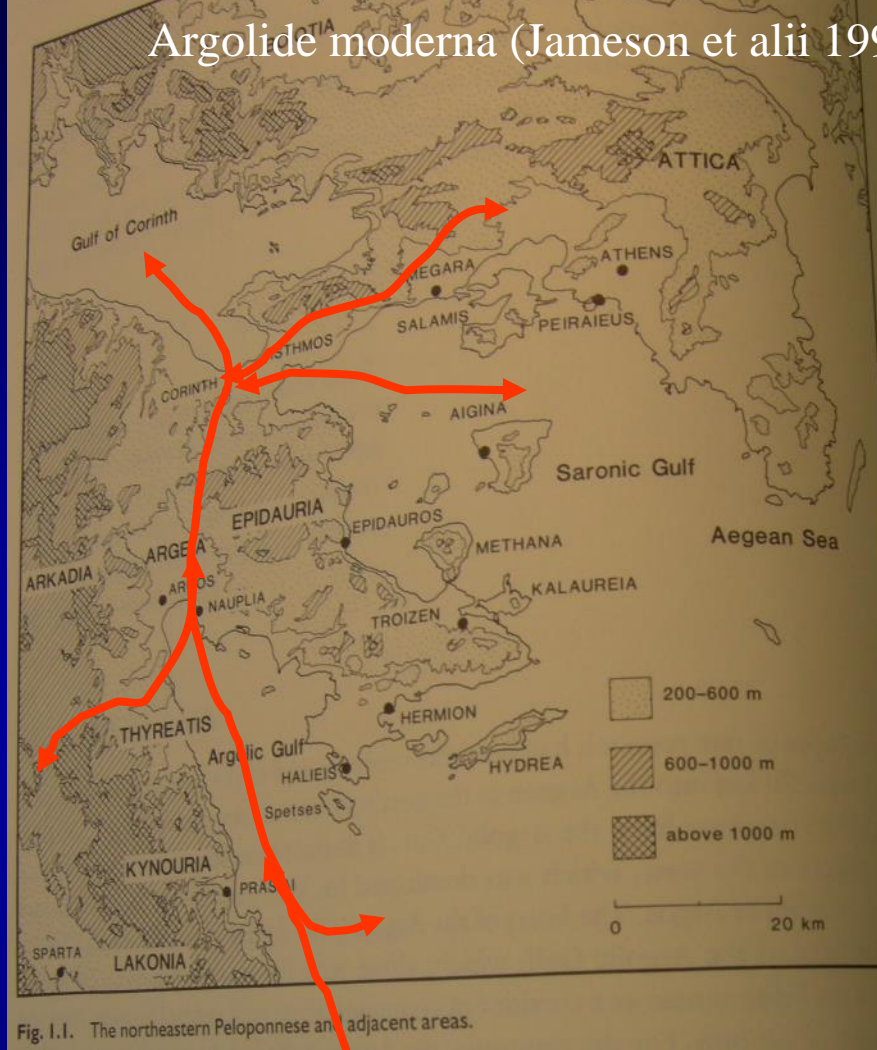 Argolide moderna (Jameson et alii 199
Gulf of Corinth
ATTICA
ATHENS
MEGARA
SALAMIS
PEIRAIEUS
ISTHMOS
CORINTH
AIGINA
Saronic Gulf
EPIDAURIA
EPIDAUROS
Aegean Sea
METHANA
ARGEIA
ARKADIA
ARGOS
NAUPLIA
KALAUREIA
TROIZEN
200–600 m
HERMION
THYREATIS
Argolic Gulf
HYDREA
600–1000 m
HALIEIS
Spetses
above 1000 m
KYNOURIA
PRASIAI
0 20 km
SPARTA
LAKONIA
Fig. 1.1. The northeastern Peloponnese and adjacent areas.